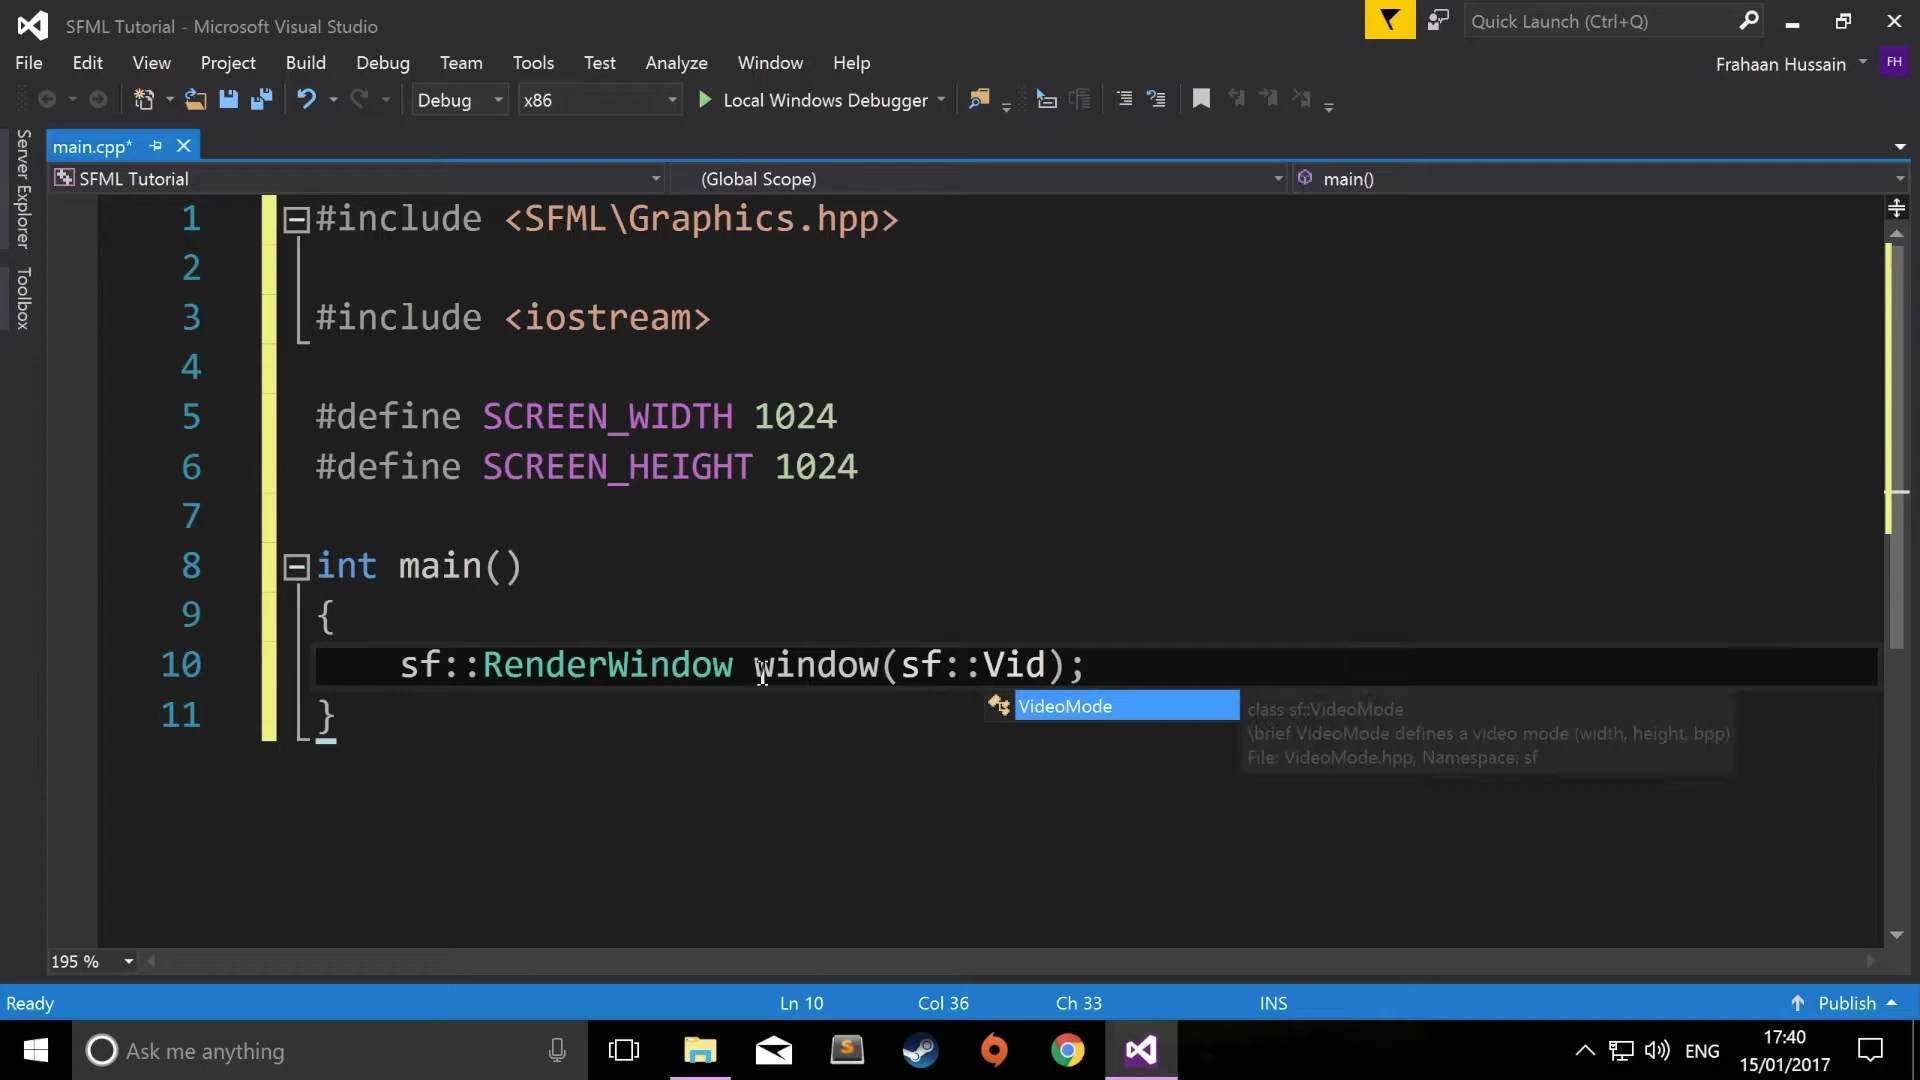 SFML Tutorial - Microsoft Visual Studio
Quick Launch (Ctrl+Q)
File Edit View Project Build Debug Team Tools Test Analyze Window Help
Frahaan Hussain FH
Debug x86 Local Windows Debugger
Server Explorer
Toolbox
main.cpp*
SFML Tutorial (Global Scope) main()
1 #include <SFML\Graphics.hpp>
2
3 #include <iostream>
4
5 #define SCREEN_WIDTH 1024
6 #define SCREEN_HEIGHT 1024
7
8 int main()
9 {
10 sf::RenderWindow window(sf::Vid);
VideoMode
class sf::VideoMode
\brief VideoMode defines a video mode (width, height, bpp)
File: VideoMode.hpp, Namespace: sf
11 }
195 %
Ready Ln 10 Col 36 Ch 33 INS Publish
Ask me anything
S
ENG
17:40
15/01/2017